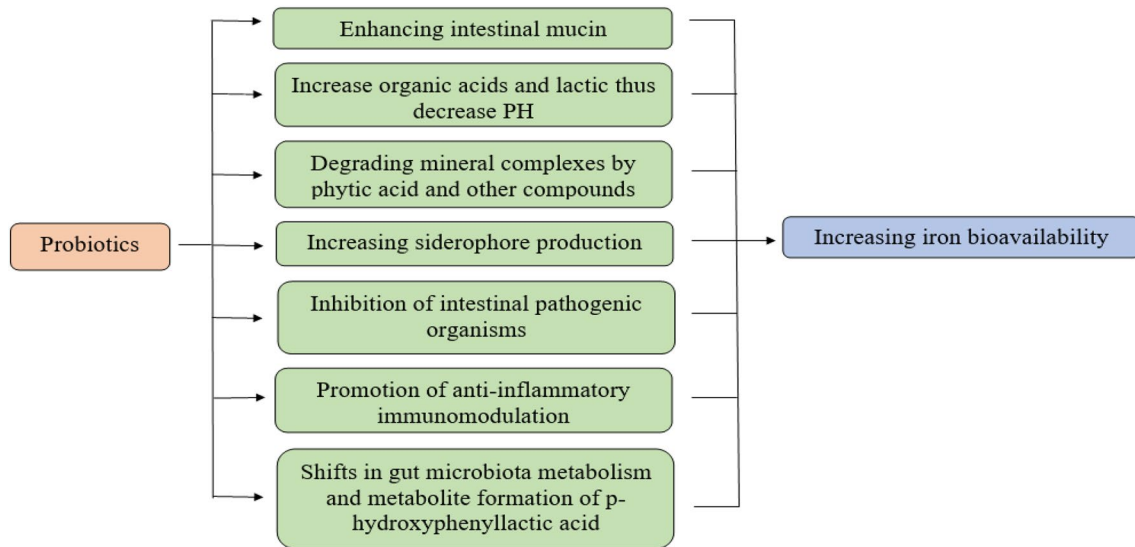 Enhancing intestinal mucin
Increase organic acids and lactic thus
decrease PH
Degrading mineral complexes by
phytic acid and other compounds
Probiotics
Increasing siderophore production
Increasing iron bioavailability
Inhibition of intestinal pathogenic
organisms
Promotion of anti-inflammatory
immunomodulation
Shifts in gut microbiota metabolism
and metabolite formation of p-
hydroxyphenyllactic acid